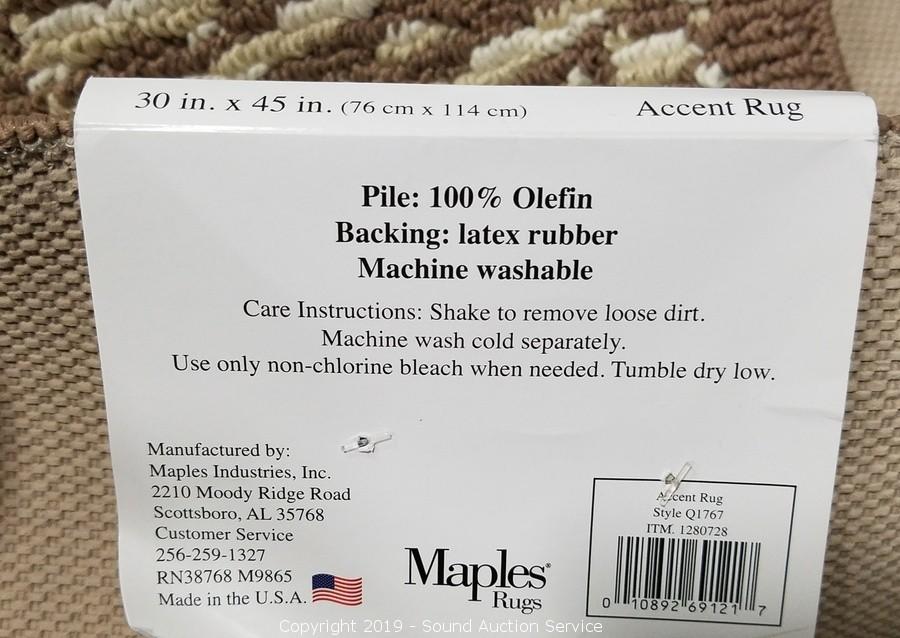 30 in. x 45 in. (76 cm x 114 cm) Accent Rug
Pile: 100% Olefin
Backing: latex rubber
Machine washable
Care Instructions: Shake to remove loose dirt.
Machine wash cold separately.
Use only non-chlorine bleach when needed. Tumble dry low.
Manufactured by:
Maples Industries, Inc.
2210 Moody Ridge Road
Scottsboro, AL 35768
Customer Service
256-259-1327
RN38768 M9865
Made in the U.S.A.
Maples®
Rugs
Accent Rug
Style Q1767
ITM. 1280728
0 10892 69121 7
Copyright 2019 - Sound Auction Service